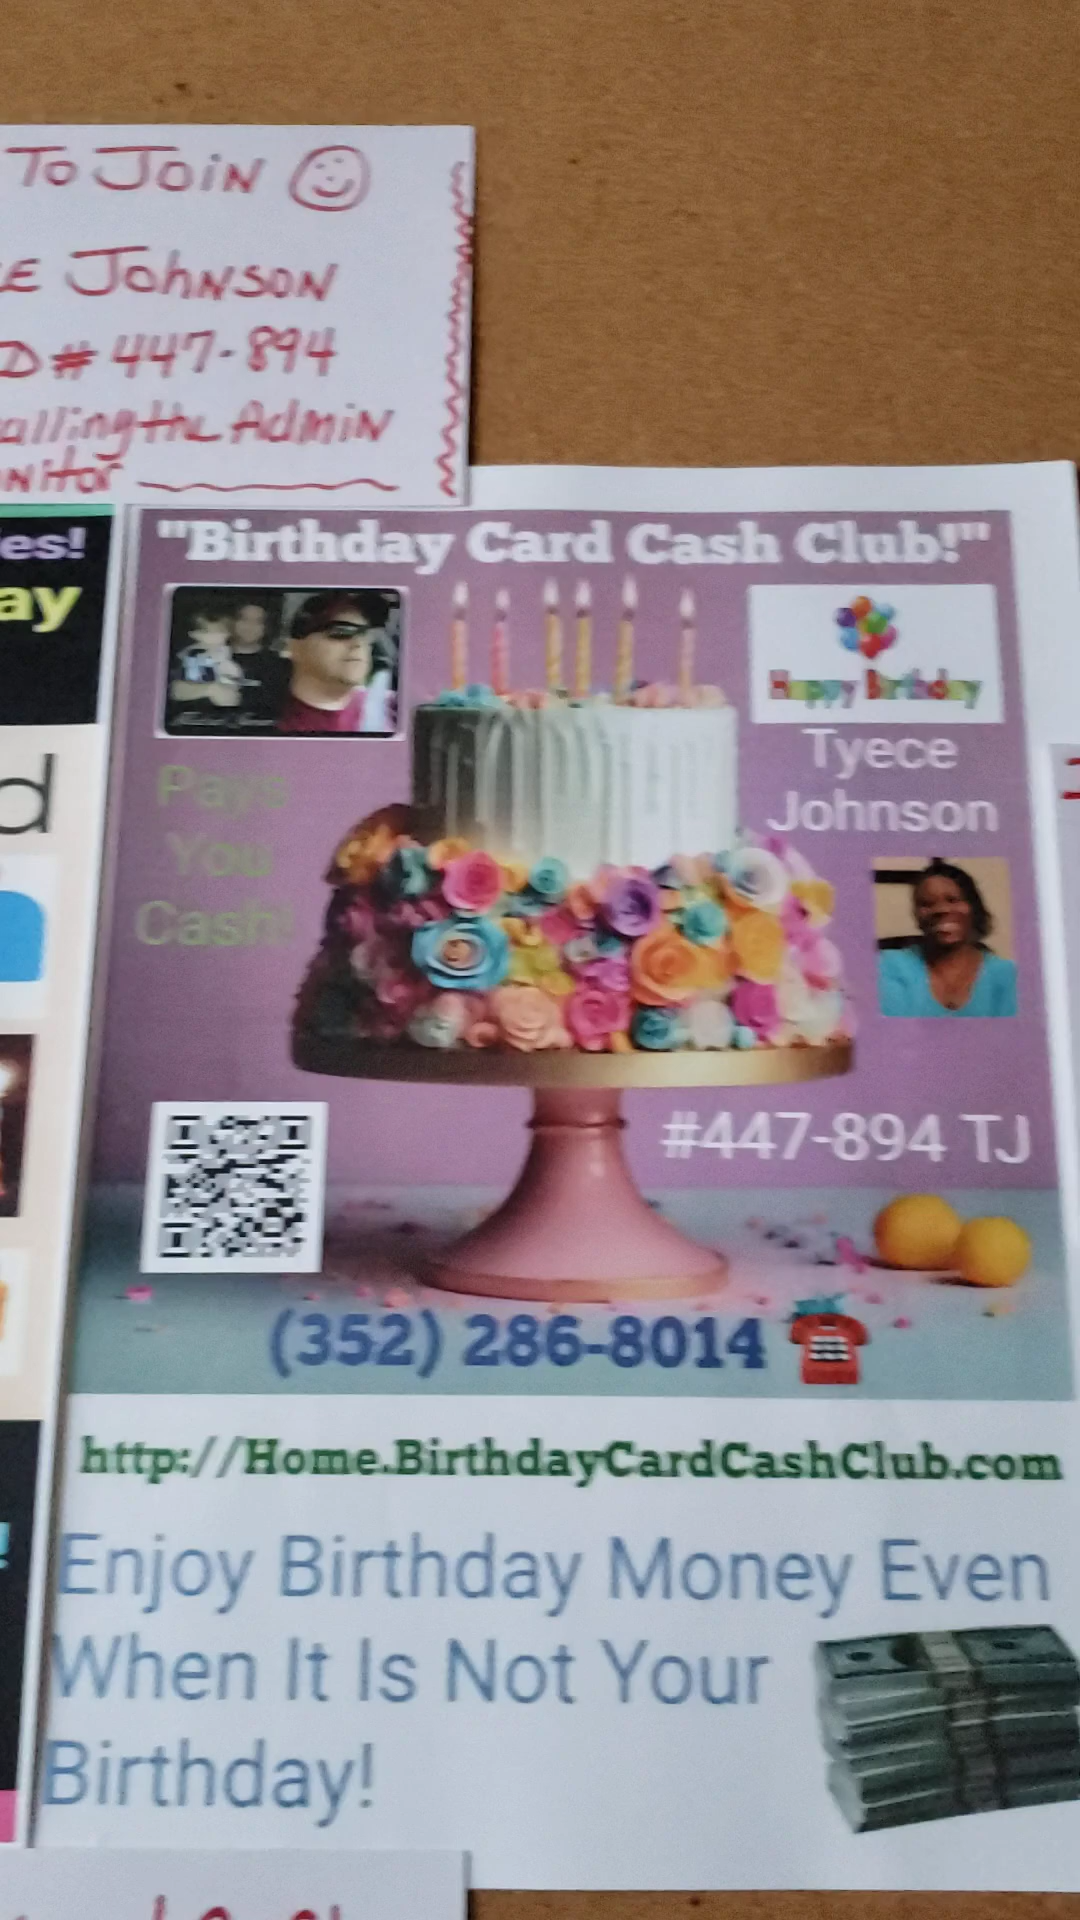 To Join
E Johnson
D# 447-894
alling the Admin
nitor
es!
ay
d
"Birthday Card Cash Club!"
Happy Birthday
Pays
You
Cash!
Tyece
Johnson
#447-894 TJ
(352) 286-8014
http://Home.BirthdayCardCashClub.com
Enjoy Birthday Money Even
When It Is Not Your
Birthday!